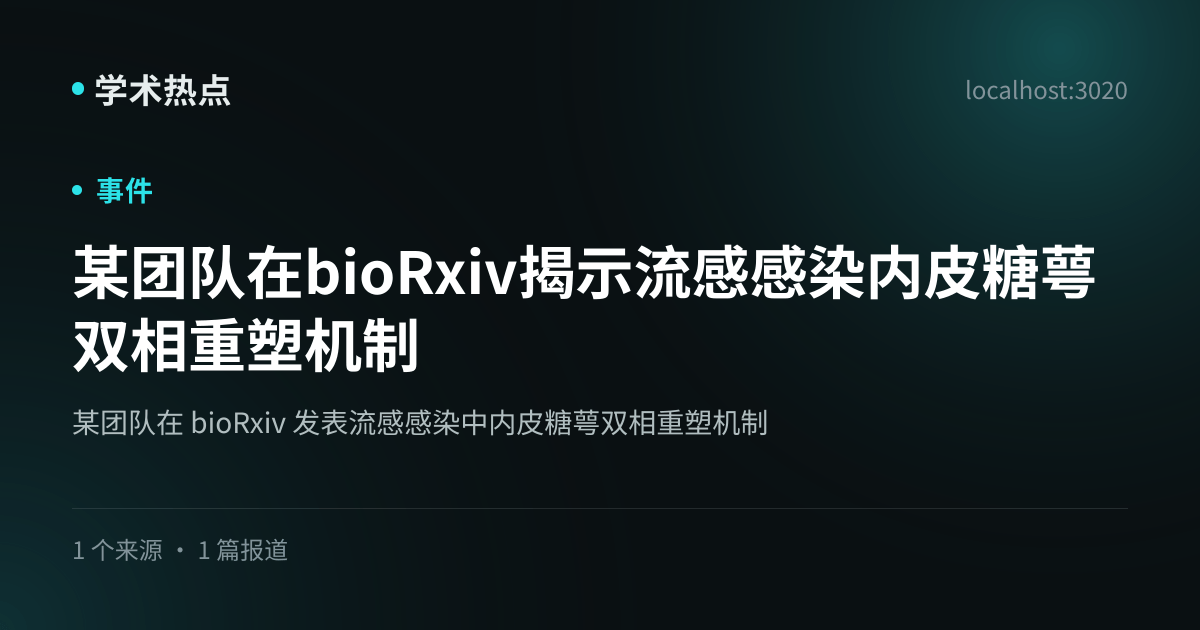 学术热点
localhost:3020
事件
某团队在bioRxiv揭示流感感染内皮糖萼
双相重塑机制
某团队在 bioRxiv 发表流感感染中内皮糖萼双相重塑机制
1 个来源 · 1 篇报道